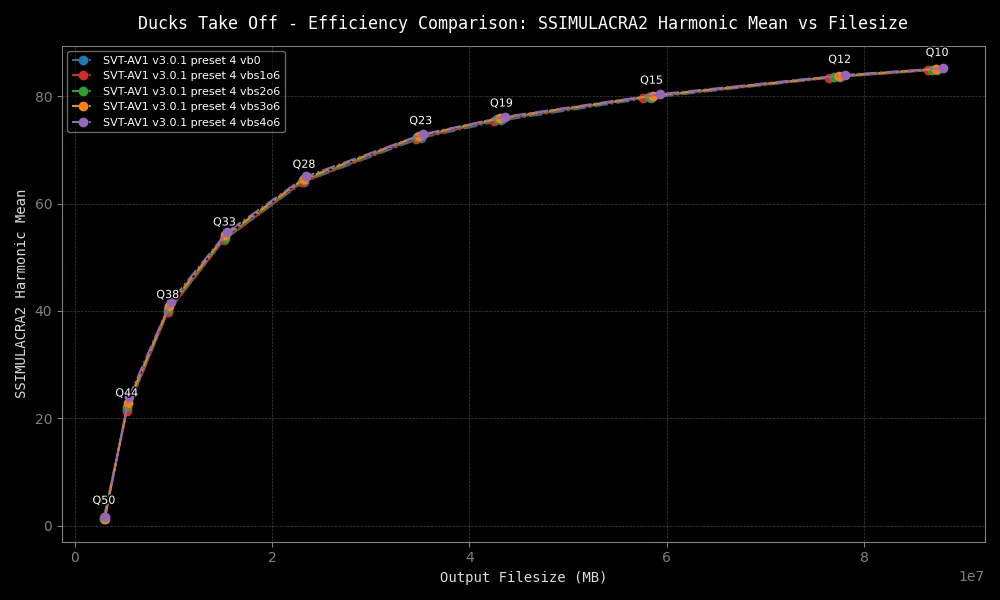 Ducks Take Off - Efficiency Comparison: SSIMULACRA2 Harmonic Mean vs Filesize
SVT-AV1 v3.0.1 preset 4 vb0
SVT-AV1 v3.0.1 preset 4 vbs1o6
SVT-AV1 v3.0.1 preset 4 vbs2o6
SVT-AV1 v3.0.1 preset 4 vbs3o6
SVT-AV1 v3.0.1 preset 4 vbs4o6
Q10
Q12
Q15
Q19
Q23
Q28
Q33
Q38
Q44
Q50
SSIMULACRA2 Harmonic Mean
80
60
40
20
0
0 2 4 6 8
1e7
Output Filesize (MB)